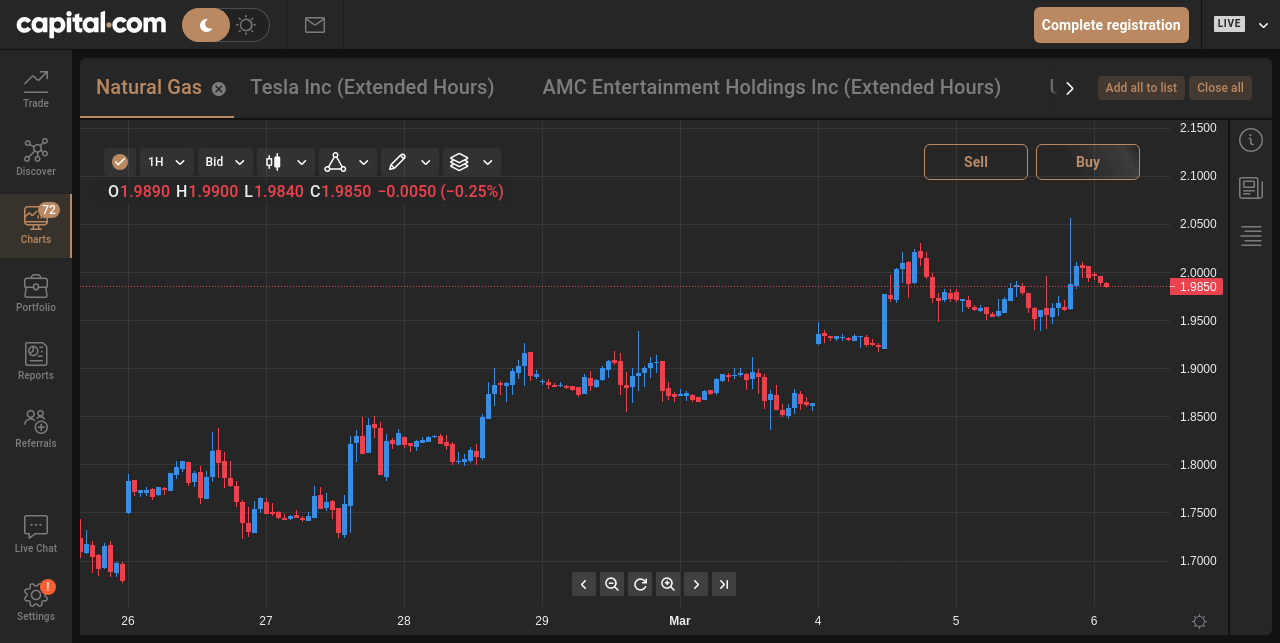 capital.com
Complete registration
LIVE
Trade
Discover
72
Charts
Portfolio
Reports
Referrals
Live Chat
!
Settings
Natural Gas
Tesla Inc (Extended Hours)
AMC Entertainment Holdings Inc (Extended Hours)
Add all to list
Close all
1H
Bid
Sell
Buy
O1.9890 H1.9900 L1.9840 C1.9850 −0.0050 (−0.25%)
2.1500
2.1000
2.0500
2.0000
1.9850
1.9500
1.9000
1.8500
1.8000
1.7500
1.7000
26 27 28 29 Mar 4 5 6